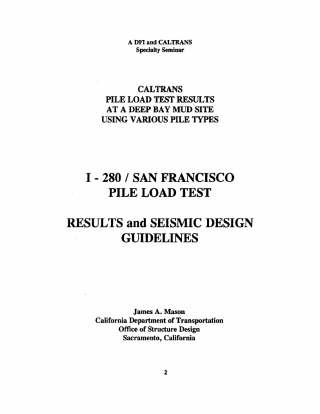 A DFI and CALTRANS
Specialty Seminar
CALTRANS
PILE LOAD TEST RESULTS
AT A DEEP BAY MUD SITE
USING VARIOUS PILE TYPES
I - 280 / SAN FRANCISCO
PILE LOAD TEST
RESULTS and SEISMIC DESIGN
GUIDELINES
James A. Mason
California Department of Transportation
Office of Structure Design
Sacramento, California
2